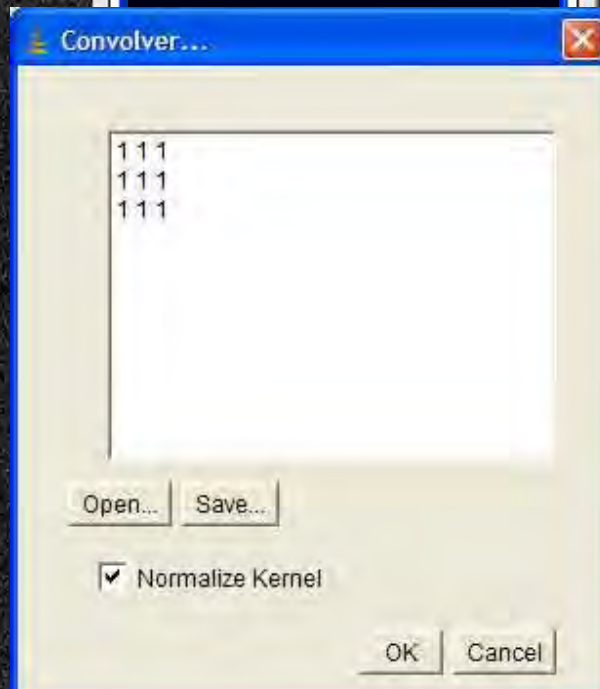 Convolver...
1 1 1
1 1 1
1 1 1
Open... Save...
Normalize Kernel
OK Cancel